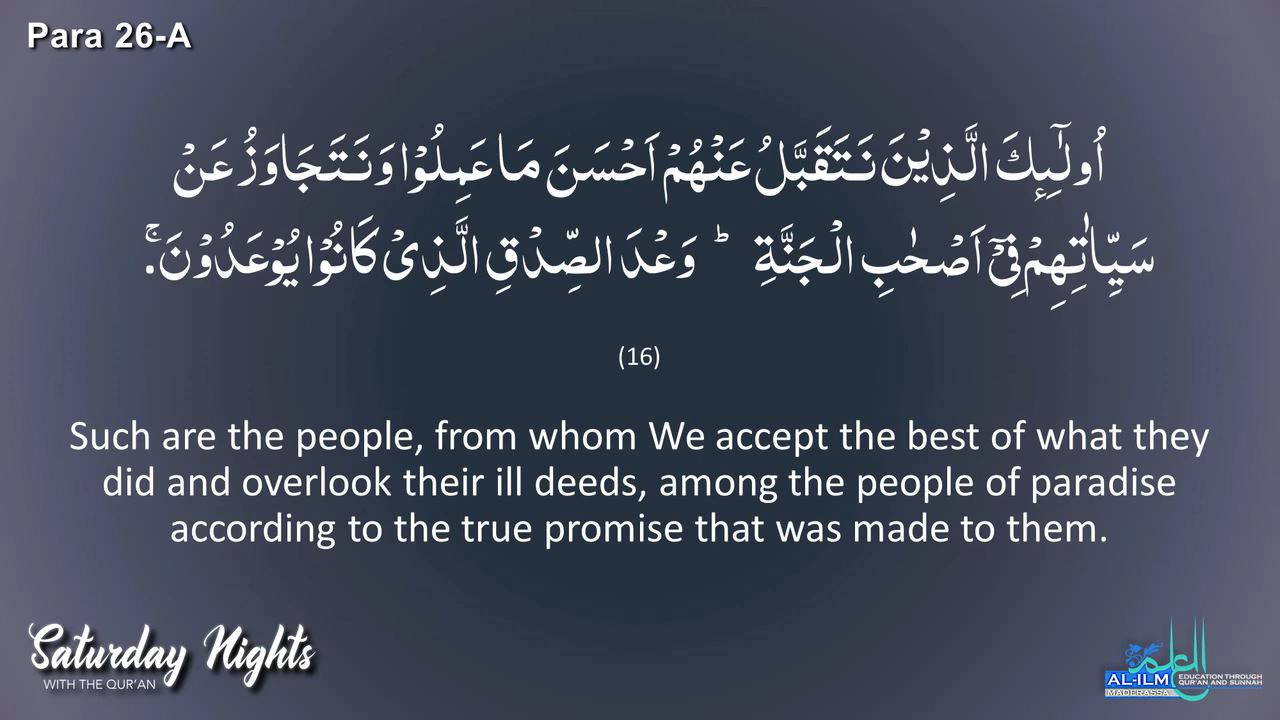 Para 26-A
اُولٰٓىِٕكَ الَّذِیْنَ نَتَقَبَّلُ عَنْهُمْ اَحْسَنَ مَا عَمِلُوْا وَنَتَجَاوَزُ عَنْ
سَیِّاٰتِهِمْ فِیْۤ اَصْحٰبِ الْجَنَّةِ ؕ وَعْدَ الصِّدْقِ الَّذِیْ كَانُوْا یُوْعَدُوْنَ۠ۚ.
(16)
Such are the people, from whom We accept the best of what they
did and overlook their ill deeds, among the people of paradise
according to the true promise that was made to them.
Saturday Nights
WITH THE QUR'AN
العلم
AL-ILM
MADERASSA
EDUCATION THROUGH
QUR'AN AND SUNNAH